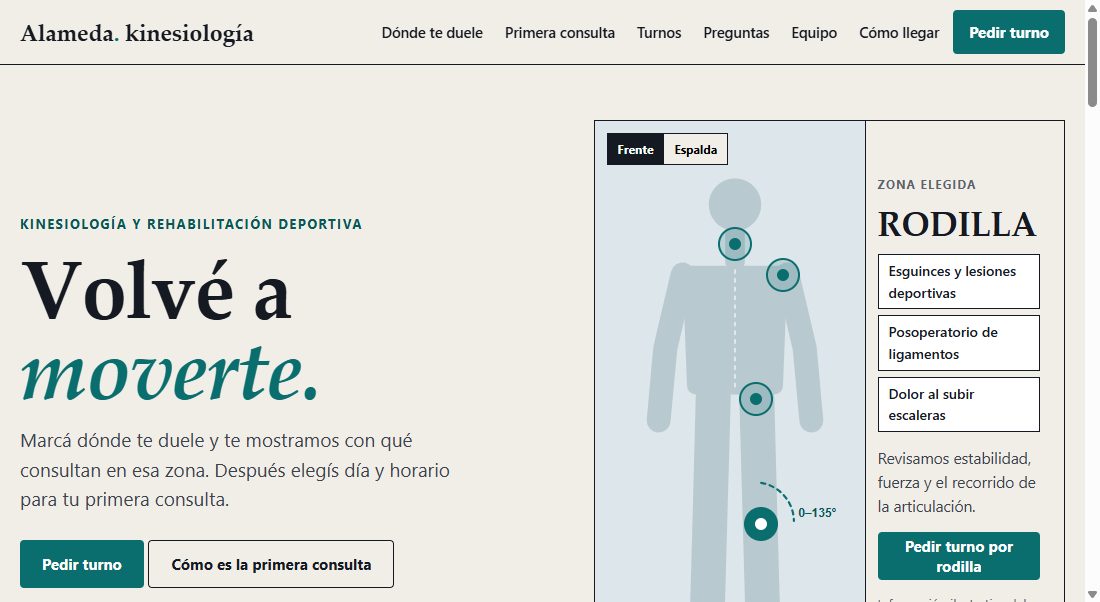 Alameda. kinesiología
Dónde te duele
Primera consulta
Turnos
Preguntas
Equipo
Cómo llegar
Pedir turno
KINESIOLOGÍA Y REHABILITACIÓN DEPORTIVA
Volvé a
moverte.
Marcá dónde te duele y te mostramos con qué
consultan en esa zona. Después elegís día y horario
para tu primera consulta.
Pedir turno
Cómo es la primera consulta
Frente
Espalda
0–135°
ZONA ELEGIDA
RODILLA
Esguinces y lesiones
deportivas
Posoperatorio de
ligamentos
Dolor al subir
escaleras
Revisamos estabilidad,
fuerza y el recorrido de
la articulación.
Pedir turno por
rodilla